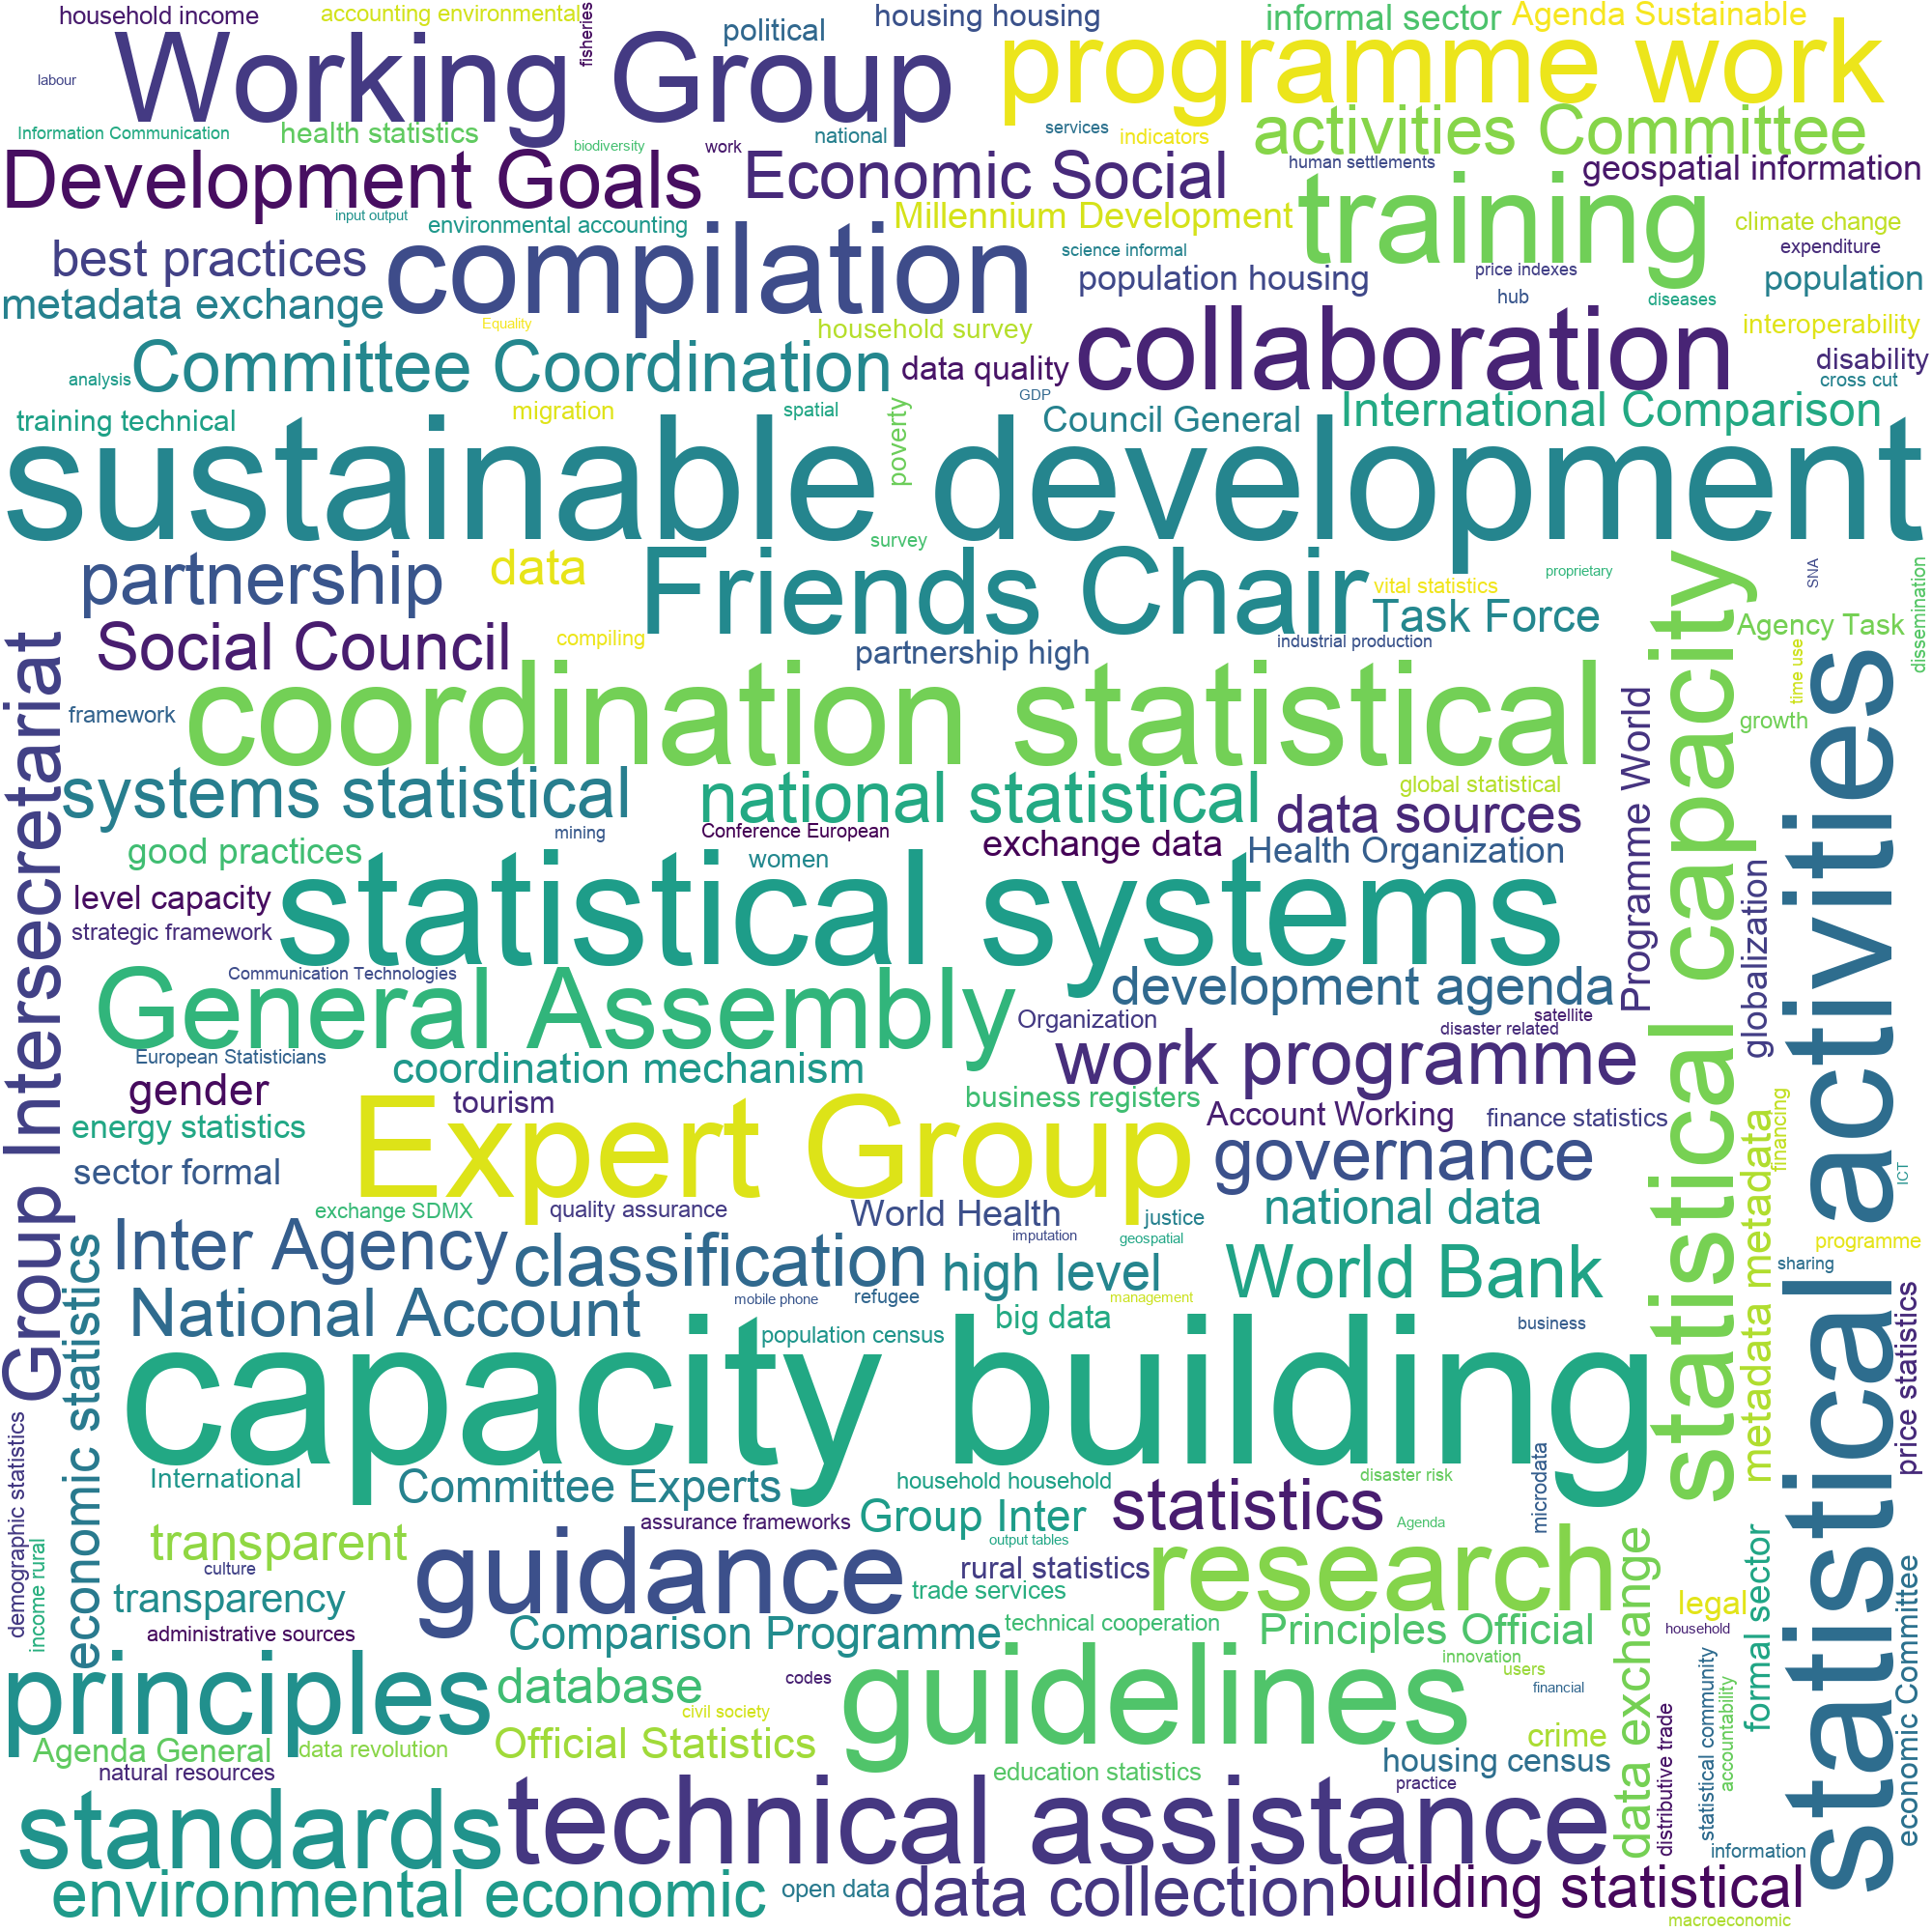 household income
accounting environmental
fisheries
political
housing housing
informal sector
Agenda Sustainable
labour
Working Group
programme work
Information Communication
health statistics
biodiversity
work
national
services
indicators
activities Committee
Development Goals
Economic Social
human settlements
geospatial information
input output
environmental accounting
Millennium Development
training
climate change
best practices
compilation
science informal
expenditure
metadata exchange
population housing
price indexes
hub
diseases
population
Equality
household survey
collaboration
interoperability
analysis
Committee Coordination
data quality
disability
cross cut
training technical
migration
spatial
GDP
poverty
Council General
International Comparison
sustainable development
partnership
data
survey
Friends Chair
proprietary
vital statistics
SNA
dissemination
Social Council
compiling
partnership high
industrial production
Task Force
Agency Task
time use
framework
coordination statistical
growth
Group Intersecretariat
systems statistical
national statistical
global statistical
data sources
Programme World
statistical capacity
statistical activities
good practices
mining
Conference European
women
exchange data
Health Organization
globalization
level capacity
strategic framework
statistical systems
Communication Technologies
General Assembly
development agenda
Organization
satellite
disaster related
European Statisticians
coordination mechanism
work programme
gender
tourism
business registers
Account Working
finance statistics
financing
energy statistics
Expert Group
governance
sector formal
ICT
metadata metadata
exchange SDMX
quality assurance
World Health
justice
national data
imputation
geospatial
programme
economic statistics
Inter Agency
classification
high level
World Bank
sharing
National Account
mobile phone
refugee
management
big data
business
price statistics
capacity building
population census
demographic statistics
International
Committee Experts
household household
disaster risk
microdata
Group Inter
statistics
assurance frameworks
Agenda
output tables
income rural
transparent
culture
guidance
rural statistics
research
data exchange
formal sector
economic Committee
transparency
trade services
legal
household
administrative sources
Comparison Programme
technical cooperation
Principles Official
principles
database
codes
guidelines
innovation
users
financial
statistical community
accountability
distributive trade
civil society
Agenda General
data revolution
Official Statistics
crime
natural resources
education statistics
housing census
practice
standards
technical assistance
information
environmental economic
open data
data collection
building statistical
macroeconomic